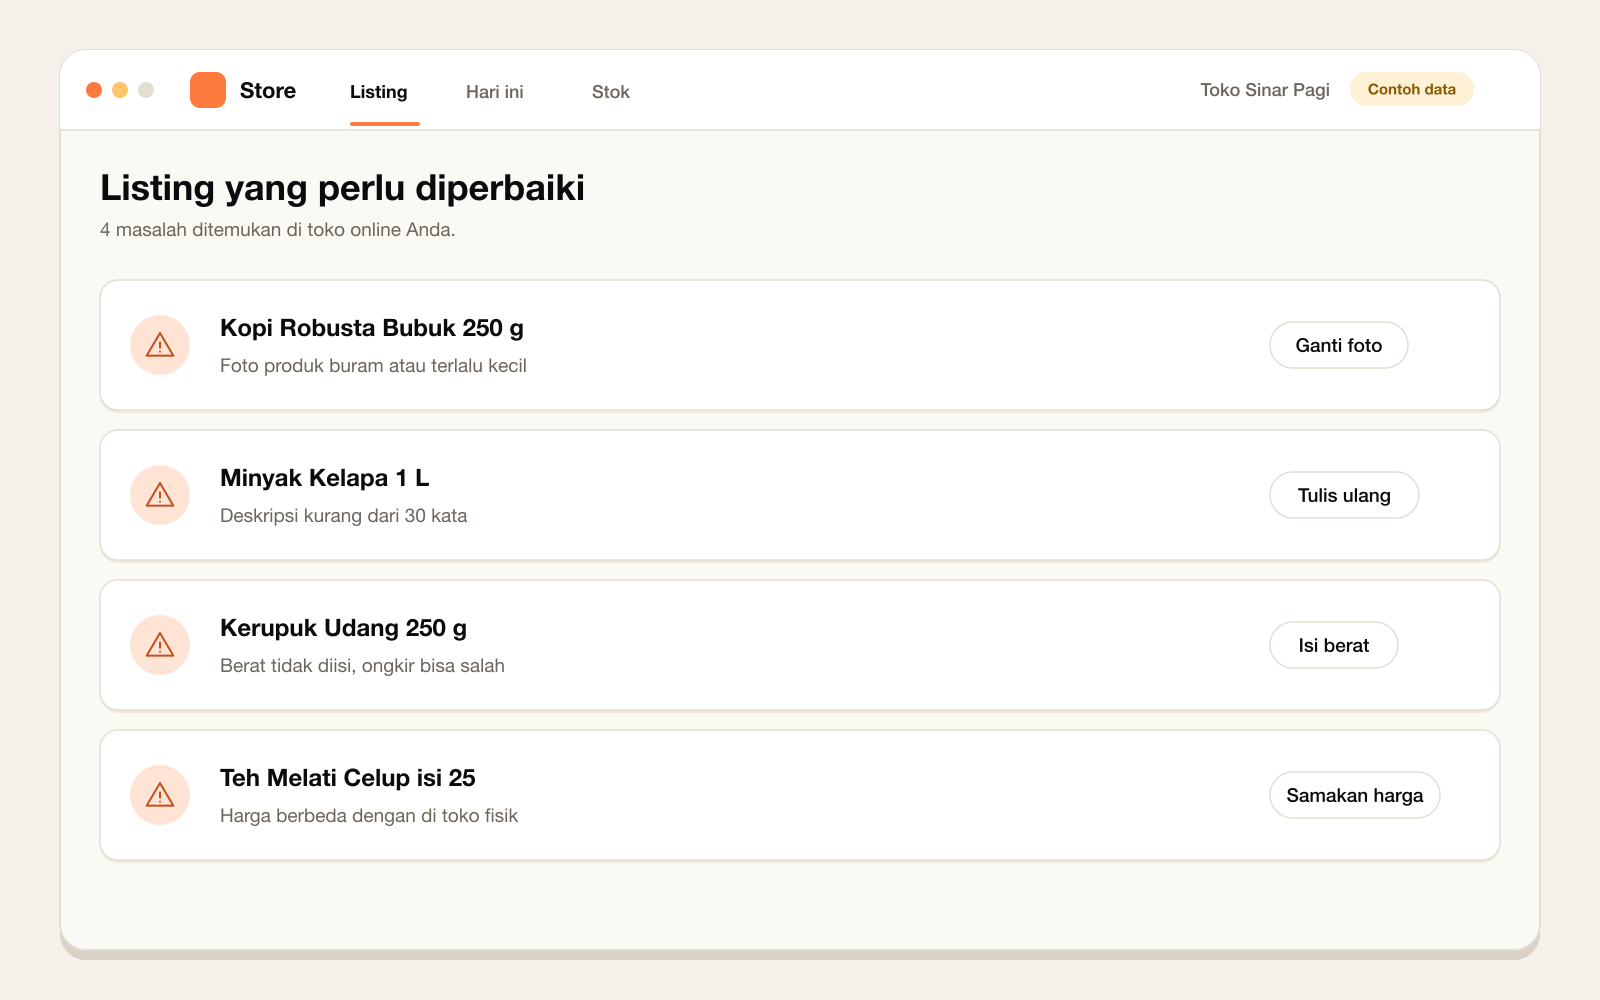 Store
Listing
Hari ini
Stok
Toko Sinar Pagi
Contoh data
Listing yang perlu diperbaiki
4 masalah ditemukan di toko online Anda.
Kopi Robusta Bubuk 250 g
Foto produk buram atau terlalu kecil
Ganti foto
Minyak Kelapa 1 L
Deskripsi kurang dari 30 kata
Tulis ulang
Kerupuk Udang 250 g
Berat tidak diisi, ongkir bisa salah
Isi berat
Teh Melati Celup isi 25
Harga berbeda dengan di toko fisik
Samakan harga